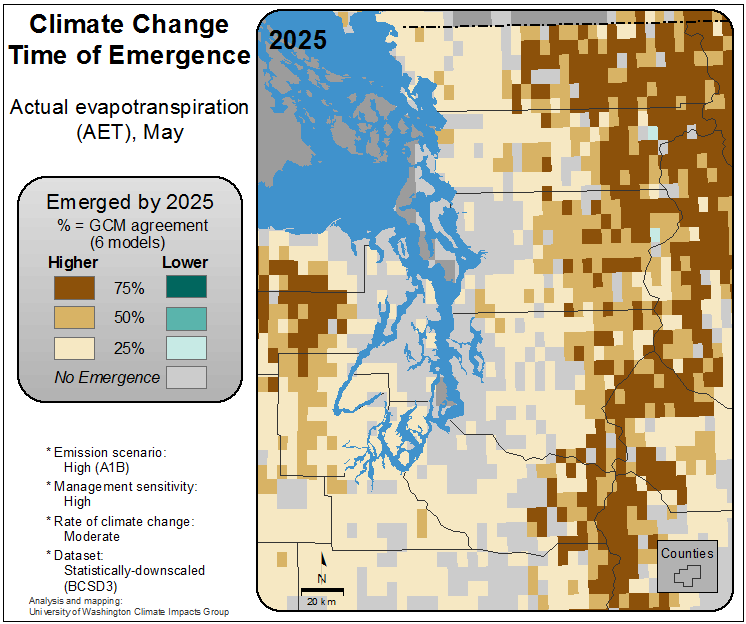 Climate Change
Time of Emergence
Actual evapotranspiration
(AET), May
Emerged by 2025
% = GCM agreement
(6 models)
Higher Lower
75%
50%
25%
No Emergence
* Emission scenario:
High (A1B)
* Management sensitivity:
High
* Rate of climate change:
Moderate
* Dataset:
Statistically-downscaled
(BCSD3)
Analysis and mapping:
University of Washington Climate Impacts Group
2025
N
20 km
Counties